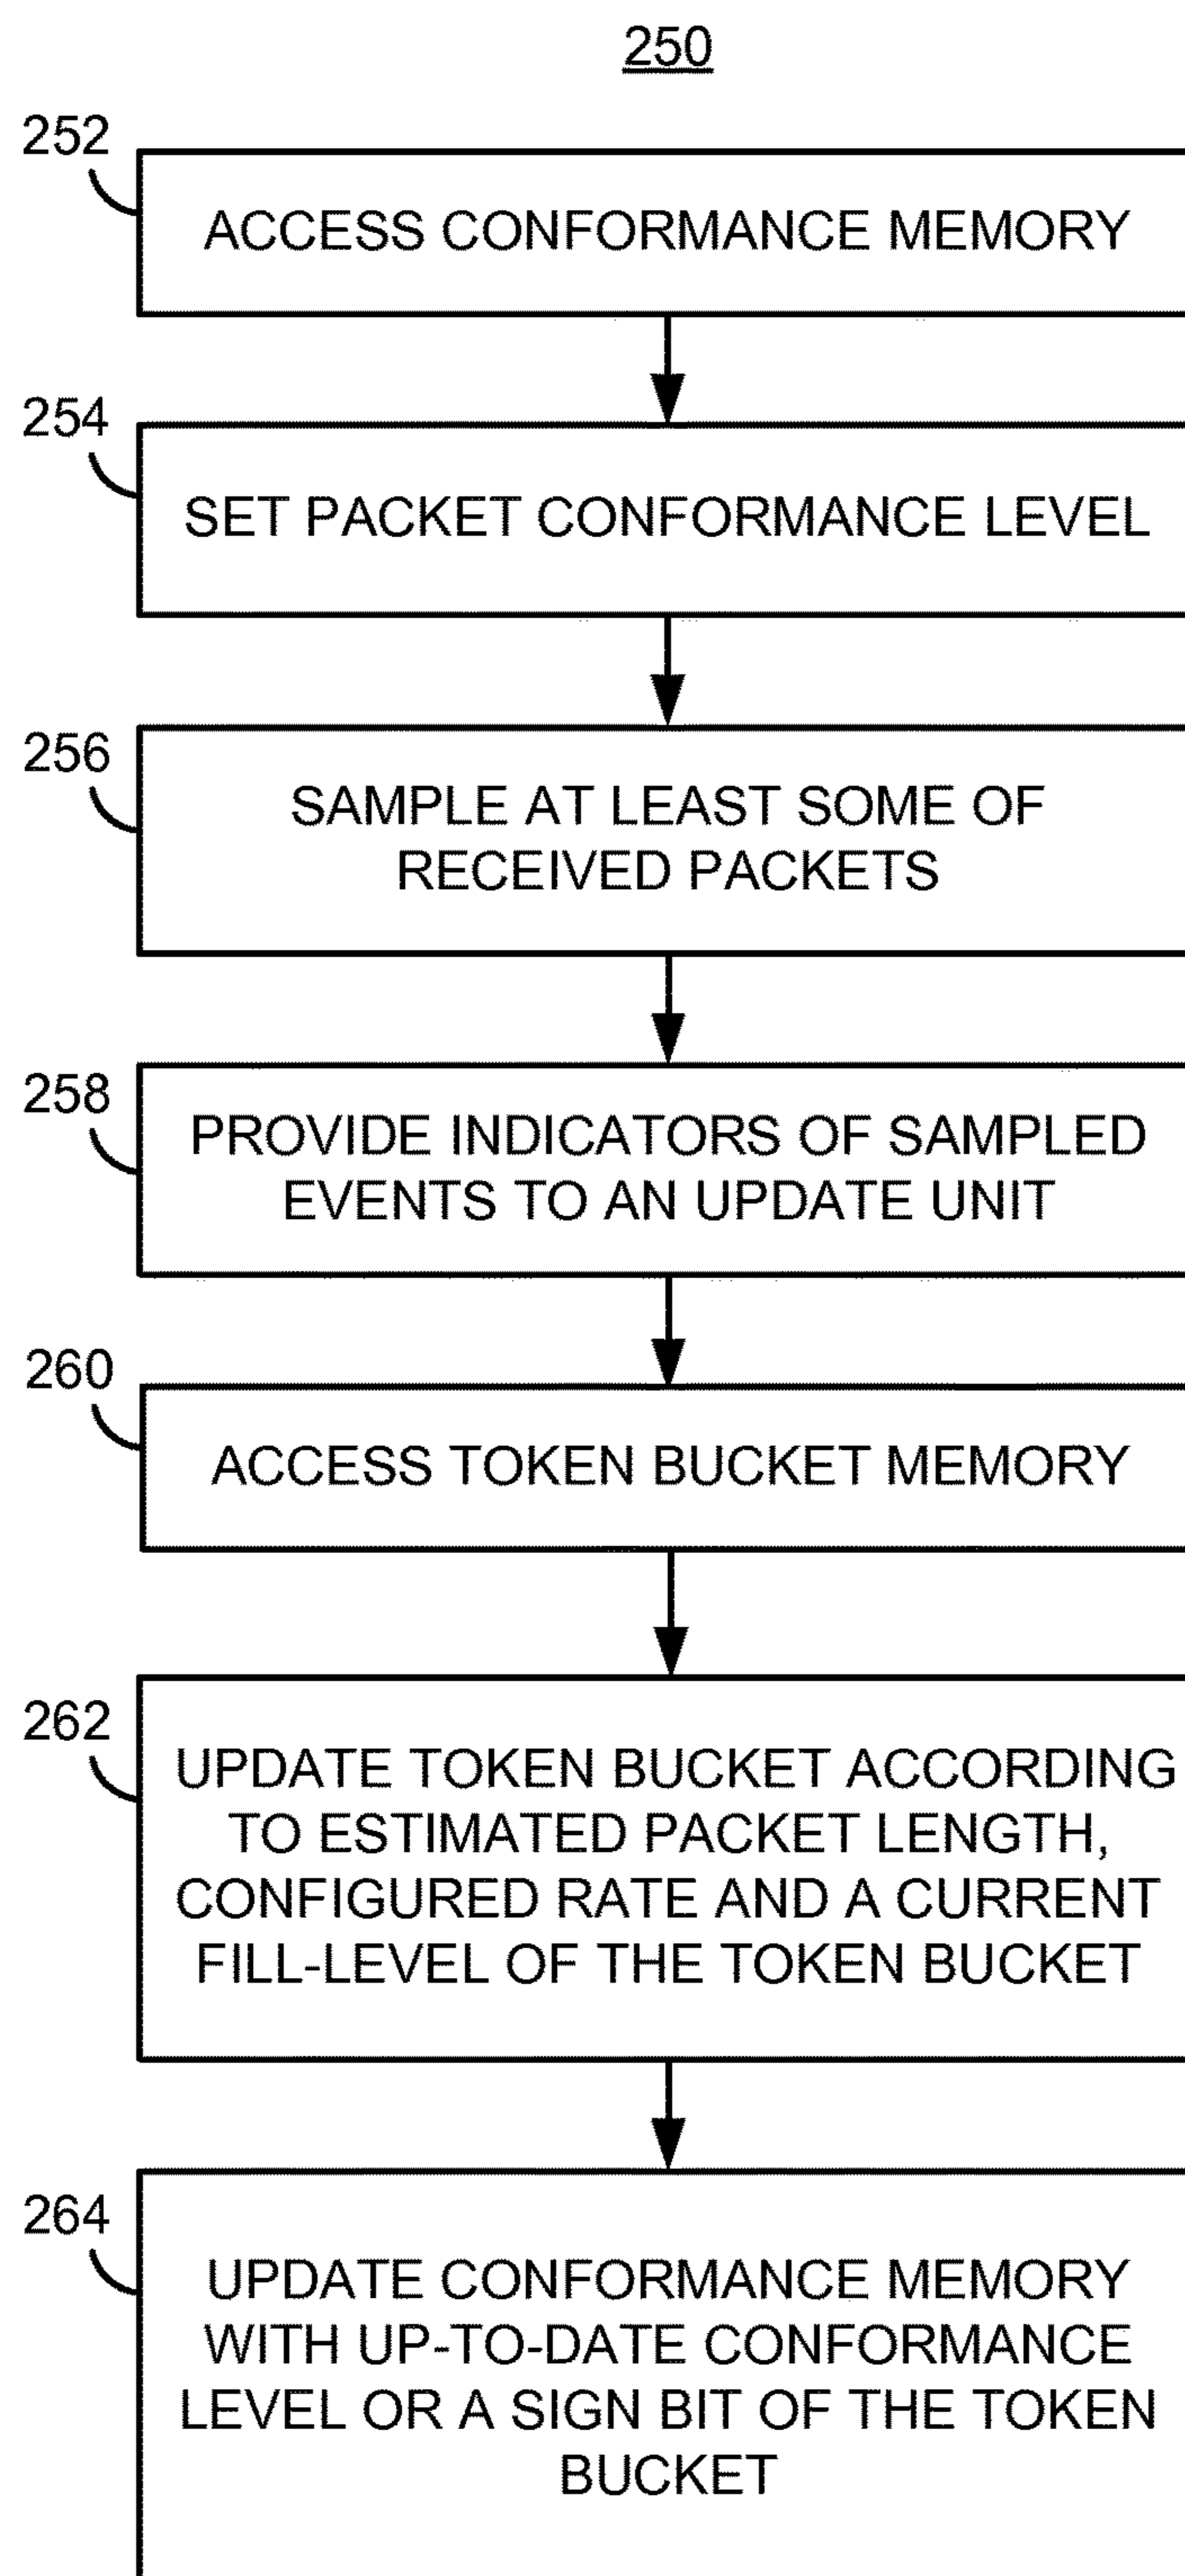 250
252
ACCESS CONFORMANCE MEMORY
254
SET PACKET CONFORMANCE LEVEL
256
SAMPLE AT LEAST SOME OF
RECEIVED PACKETS
258
PROVIDE INDICATORS OF SAMPLED
EVENTS TO AN UPDATE UNIT
260
ACCESS TOKEN BUCKET MEMORY
262
UPDATE TOKEN BUCKET ACCORDING
TO ESTIMATED PACKET LENGTH,
CONFIGURED RATE AND A CURRENT
FILL-LEVEL OF THE TOKEN BUCKET
264
UPDATE CONFORMANCE MEMORY
WITH UP-TO-DATE CONFORMANCE
LEVEL OR A SIGN BIT OF THE TOKEN
BUCKET